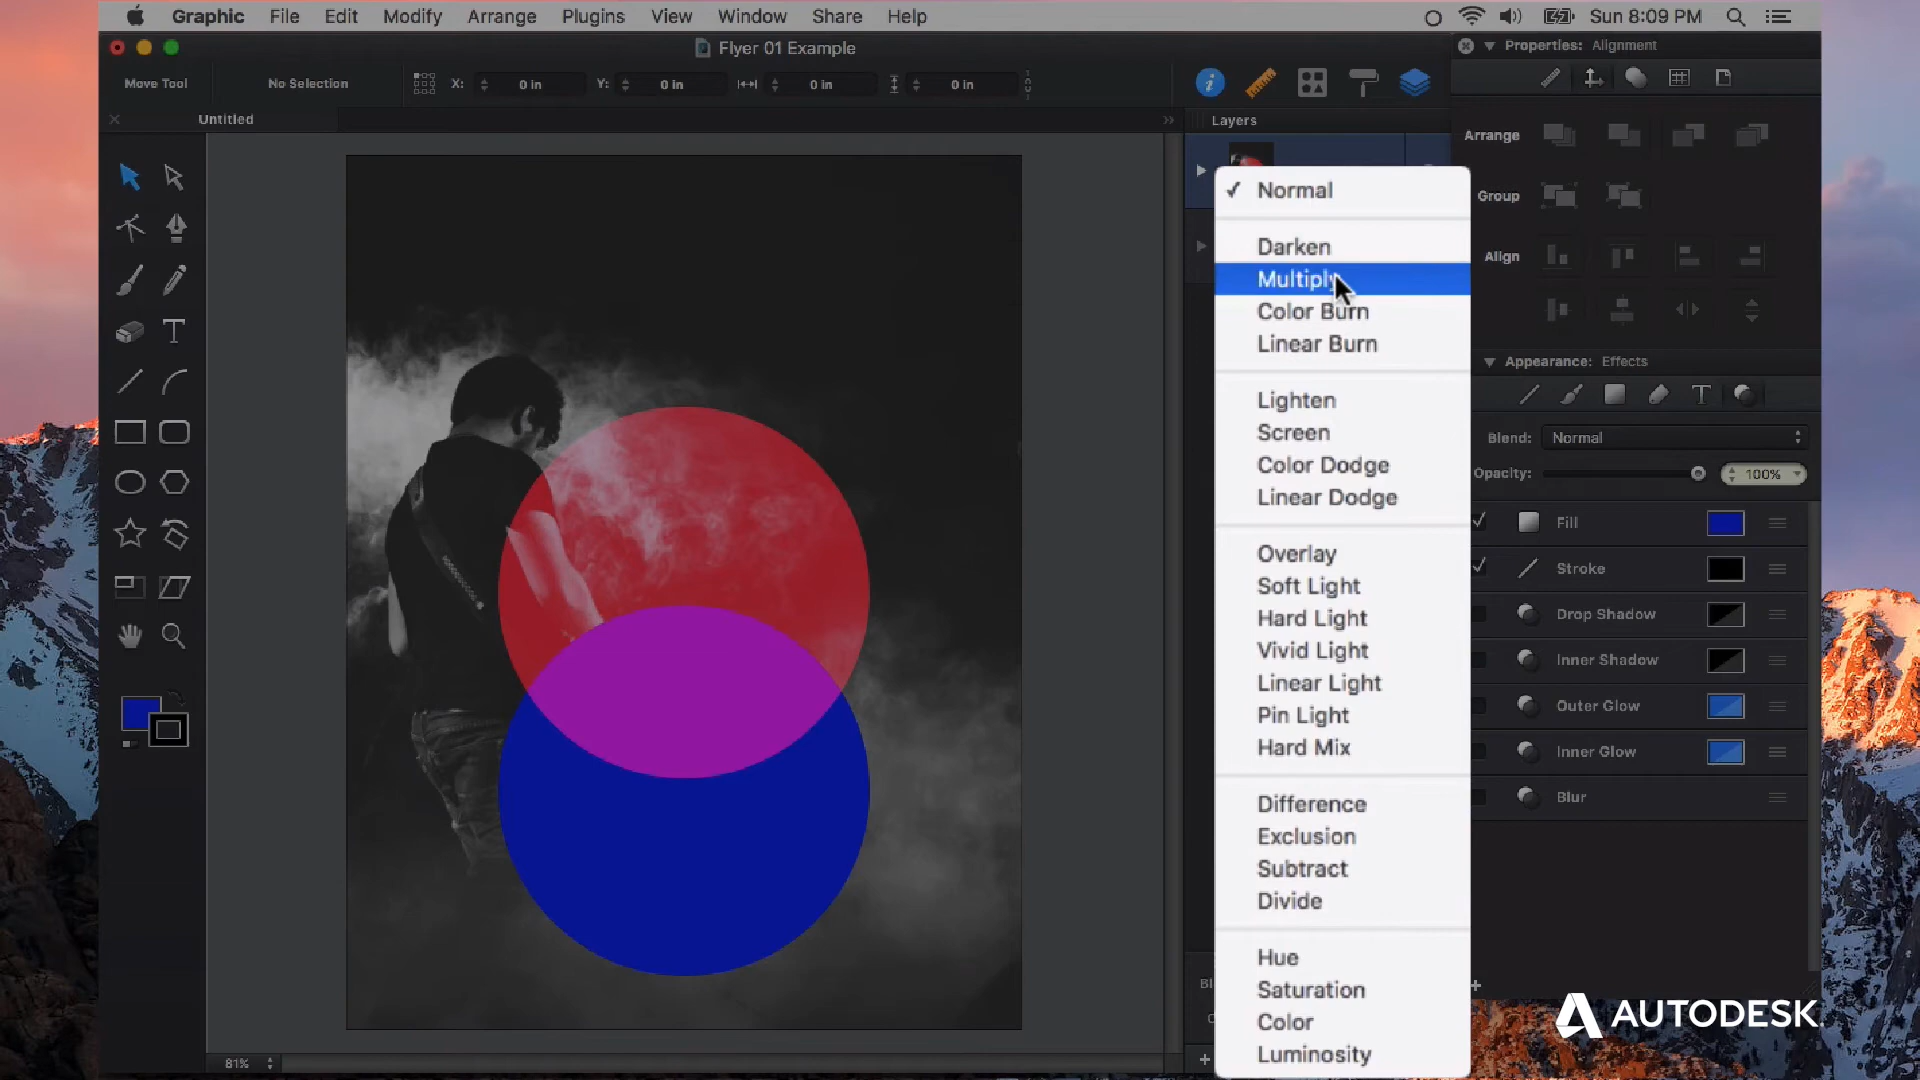 Graphic File Edit Modify Arrange Plugins View Window Share Help Sun 8:09 PM
Flyer 01 Example
Properties: Alignment
Move Tool No Selection X: 0 in Y: 0 in 0 in 0 in
Untitled
Layers
Arrange
Group
Align
Normal
Darken
Multiply
Color Burn
Linear Burn
Lighten
Screen
Color Dodge
Linear Dodge
Overlay
Soft Light
Hard Light
Vivid Light
Linear Light
Pin Light
Hard Mix
Difference
Exclusion
Subtract
Divide
Hue
Saturation
Color
Luminosity
Appearance: Effects
Blend: Normal
Opacity: 100%
Fill
Stroke
Drop Shadow
Inner Shadow
Outer Glow
Inner Glow
Blur
Bl
81%
AUTODESK.